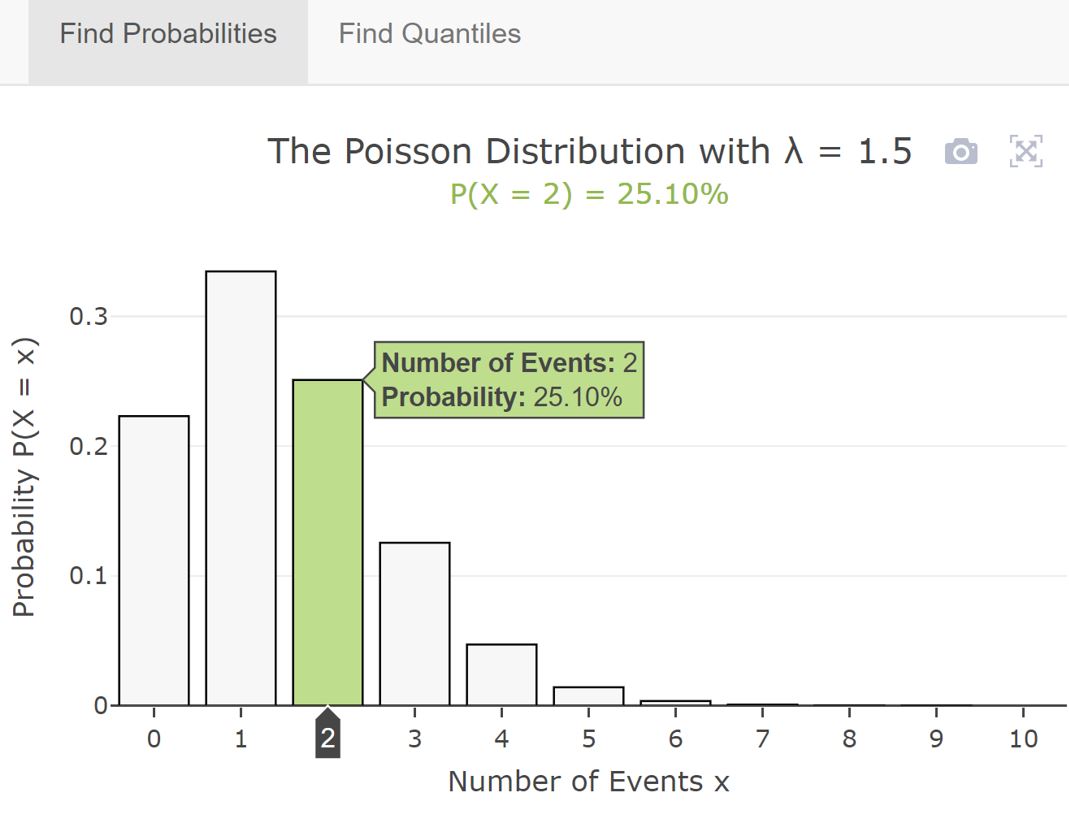 Find Probabilities Find Quantiles
The Poisson Distribution with λ = 1.5
P(X = 2) = 25.10%
Probability P(X = x)
0.3
0.2
0.1
0
Number of Events: 2
Probability: 25.10%
0 1 2 3 4 5 6 7 8 9 10
Number of Events x